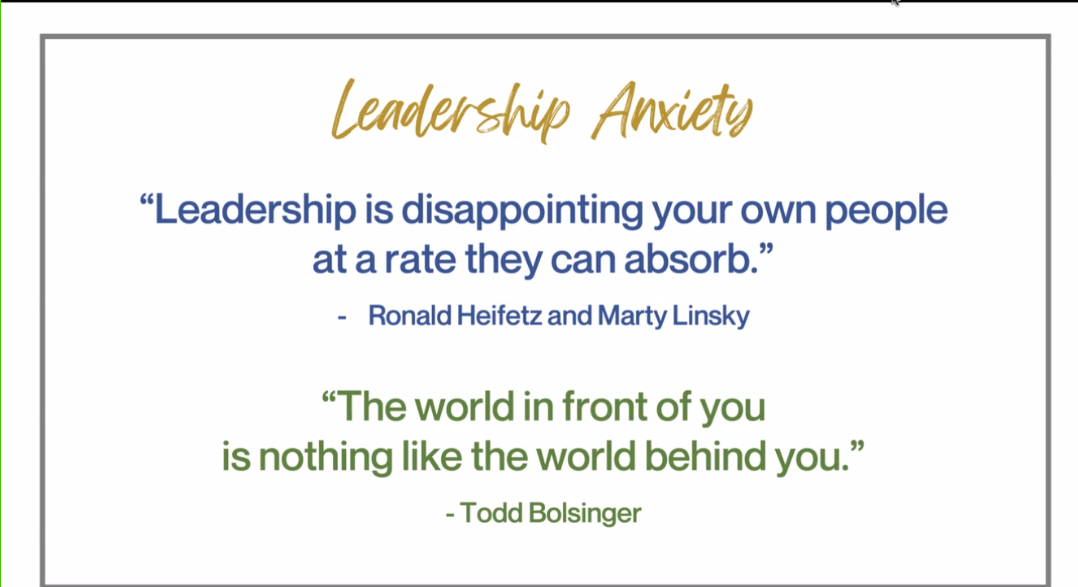 Leadership Anxiety
“Leadership is disappointing your own people
at a rate they can absorb.”
- Ronald Heifetz and Marty Linsky
“The world in front of you
is nothing like the world behind you.”
- Todd Bolsinger